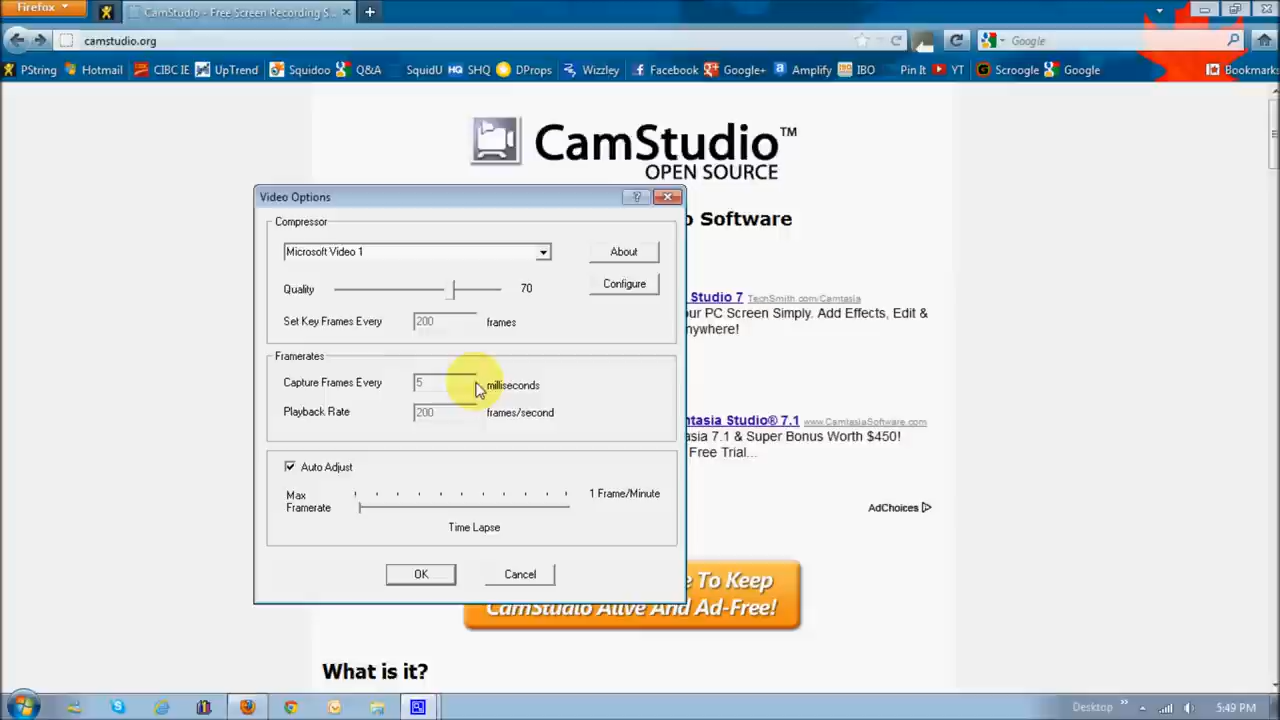 Firefox
CamStudio - Free Screen Recording S...
camstudio.org
Google
PString Hotmail CIBC IE UpTrend Squidoo Q&A SquidU HQ SHQ DProps Wizzley Facebook Google+ Amplify IBO Pin It YT Scroogle Google Bookmarks
CamStudio™
OPEN SOURCE
Video Options
Software
Compressor
Microsoft Video 1
About
Quality 70
Configure
Set Key Frames Every 200 frames
Studio 7 TechSmith.com/Camtasia
PC Screen Simply. Add Effects, Edit &
Framerates
Capture Frames Every 5 milliseconds
Playback Rate 200 frames/second
Studio® 7.1 www.CamtasiaSoftware.com
7.1 & Super Bonus Worth $450!
Free Trial...
Auto Adjust
Max
Framerate
1 Frame/Minute
Time Lapse
AdChoices
OK Cancel
To Keep
CamStudio Alive And Ad-Free!
What is it?
Desktop
5:49 PM